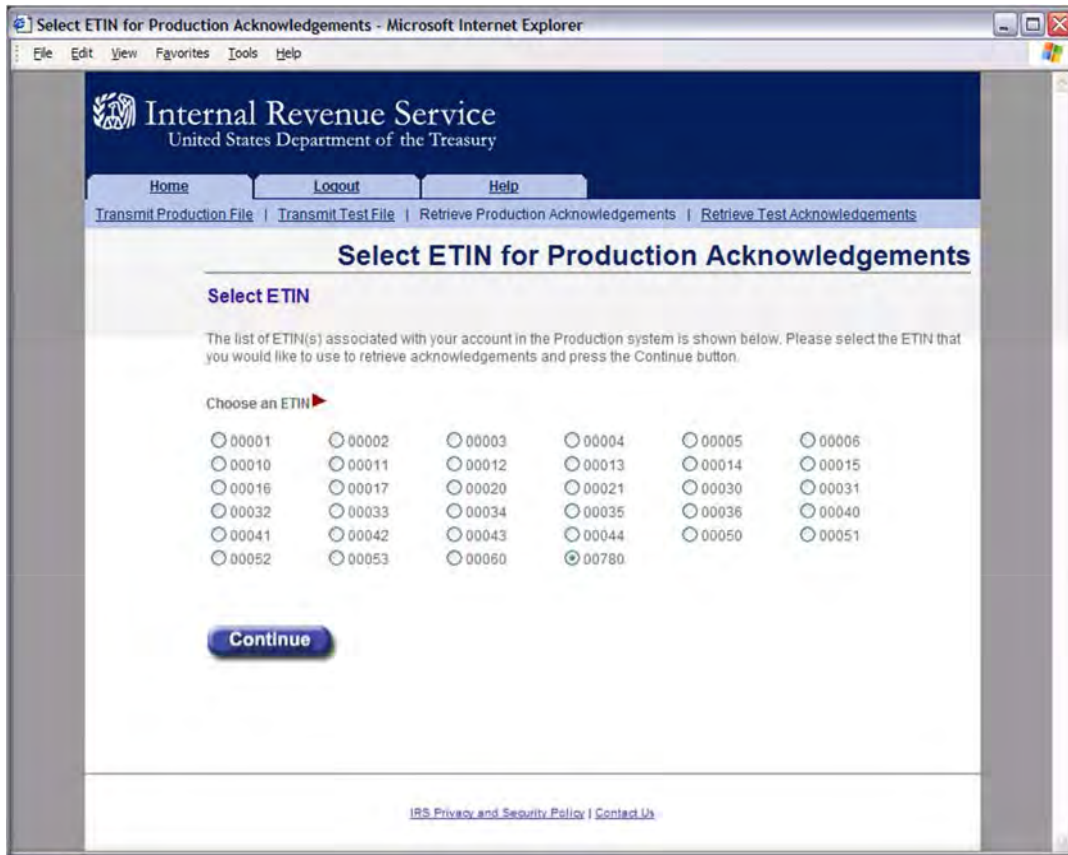 Select ETIN for Production Acknowledgements - Microsoft Internet Explorer
File Edit View Favorites Tools Help
Internal Revenue Service
United States Department of the Treasury
Home Logout Help
Transmit Production File | Transmit Test File | Retrieve Production Acknowledgements | Retrieve Test Acknowledgements
Select ETIN for Production Acknowledgements
Select ETIN
The list of ETIN(s) associated with your account in the Production system is shown below. Please select the ETIN that
you would like to use to retrieve acknowledgements and press the Continue button.
Choose an ETIN
00001 00002 00003 00004 00005 00006
00010 00011 00012 00013 00014 00015
00016 00017 00020 00021 00030 00031
00032 00033 00034 00035 00036 00040
00041 00042 00043 00044 00050 00051
00052 00053 00060 00780
Continue
IRS Privacy and Security Policy | Contact Us